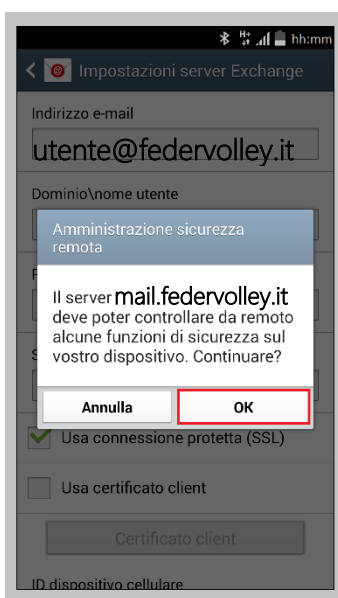 H+
hh:mm
Impostazioni server Exchange
Indirizzo e-mail
utente@federvolley.it
Dominio\nome utente
Amministrazione sicurezza
remota
P
Il server mail.federvolley.it
deve poter controllare da remoto
alcune funzioni di sicurezza sul
vostro dispositivo. Continuare?
S
Annulla
OK
Usa connessione protetta (SSL)
Usa certificato client
Certificato client
ID dispositivo cellulare